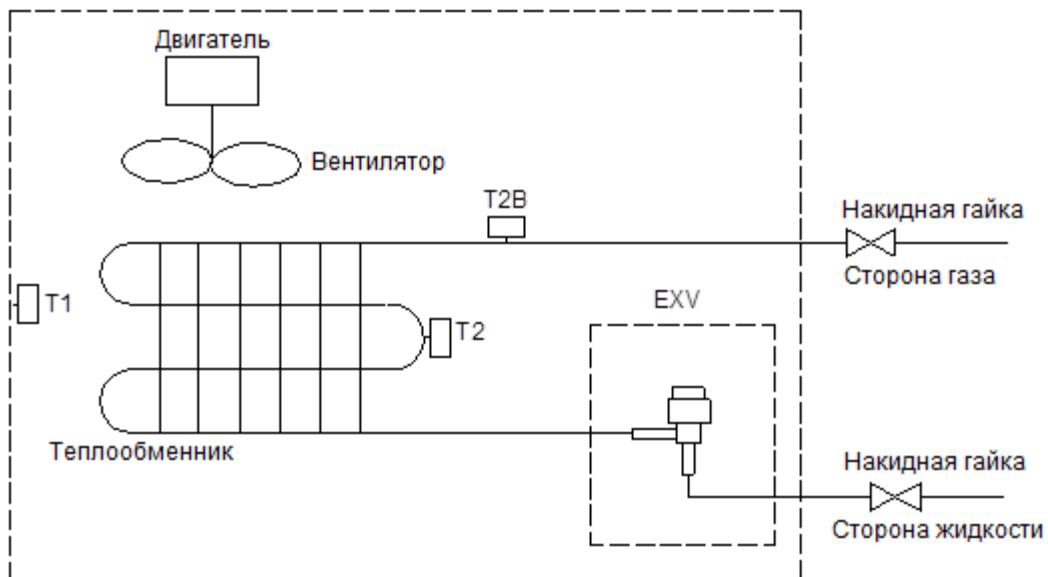 Двигатель
Вентилятор
T2B
Накидная гайка
Сторона газа
T1
EXV
T2
Теплообменник
Накидная гайка
Сторона жидкости